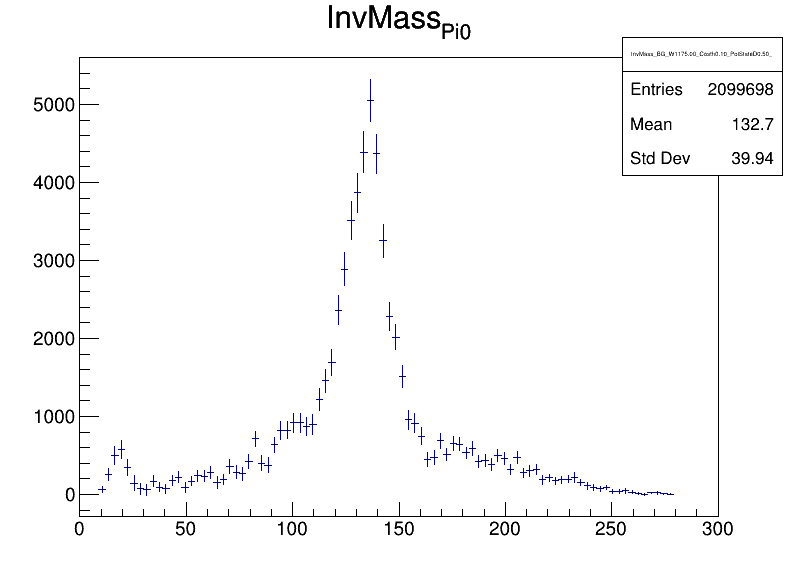 InvMass_Pi0
InvMass_BG_W1175.00_Costh0.10_PolStateD0.50_
Entries 2099698
Mean 132.7
Std Dev 39.94
5000
4000
3000
2000
1000
0
0 50 100 150 200 250 300